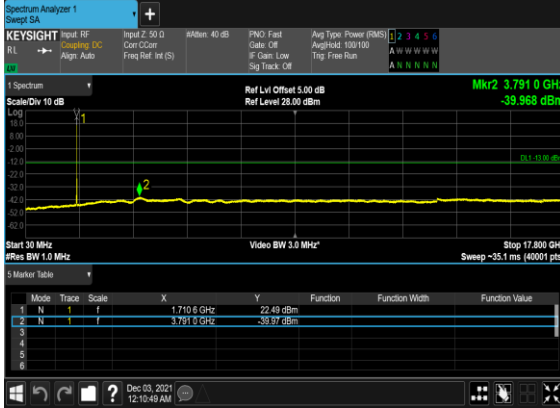 Spectrum Analyzer 1
Swept SA
+
KEYSIGHT Input: RF Input Z: 50 Ω #Atten: 40 dB PNO: Fast Avg Type: Power (RMS) 1 2 3 4 5 6
RL Coupling: DC Corr CCorr Gate: Off Avg|Hold: 100/100 A W W W W W
Align: Auto Freq Ref: Int (S) IF Gain: Low Trig: Free Run
Sig Track: Off A N N N N N
1 Spectrum Ref Lvl Offset 5.00 dB Mkr2 3.791 0 GHz
Scale/Div 10 dB Ref Level 28.00 dBm -39.968 dBm
Log
18.0
8.00
-2.00
-12.0
-22.0
-32.0
-42.0
-52.0
-62.0
1
2
DL1 -13.00 dBm
Start 30 MHz Video BW 3.0 MHz* Stop 17.800 GH
#Res BW 1.0 MHz Sweep ~35.1 ms (40001 pts
5 Marker Table
Mode Trace Scale X Y Function Function Width Function Value
1 N 1 f 1.710 6 GHz 22.49 dBm
2 N 1 f 3.791 0 GHz -39.97 dBm
3
4
5
6
? Dec 03, 2021
12:10:49 AM